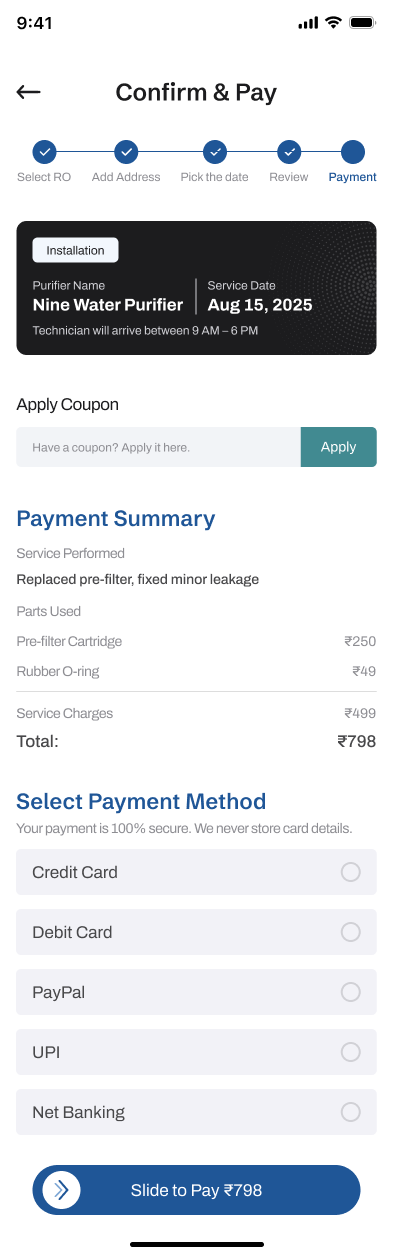 9:41
Confirm & Pay
Select RO Add Address Pick the date Review Payment
Installation
Purifier Name Service Date
Nine Water Purifier Aug 15, 2025
Technician will arrive between 9 AM – 6 PM
Apply Coupon
Have a coupon? Apply it here. Apply
Payment Summary
Service Performed
Replaced pre-filter, fixed minor leakage
Parts Used
Pre-filter Cartridge ₹250
Rubber O-ring ₹49
Service Charges ₹499
Total: ₹798
Select Payment Method
Your payment is 100% secure. We never store card details.
Credit Card
Debit Card
PayPal
UPI
Net Banking
Slide to Pay ₹798